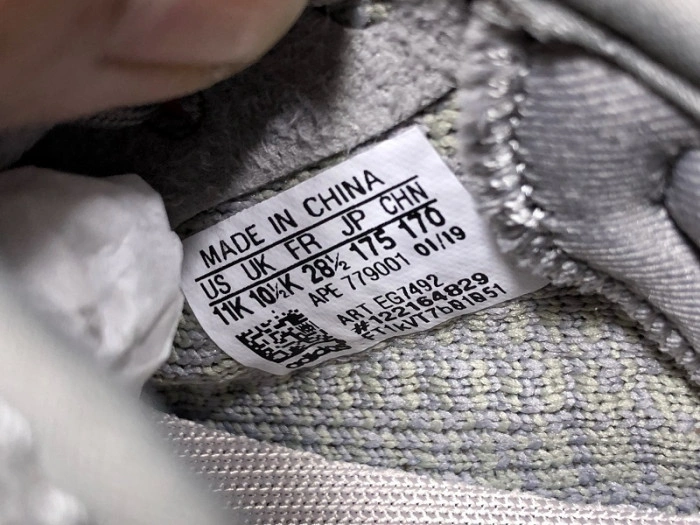 MADE IN CHINA
US UK FR JP CHN
11K 10½K 28½ 175 170
APE 779001 01/19
ART EG7492
#122164829
adidas